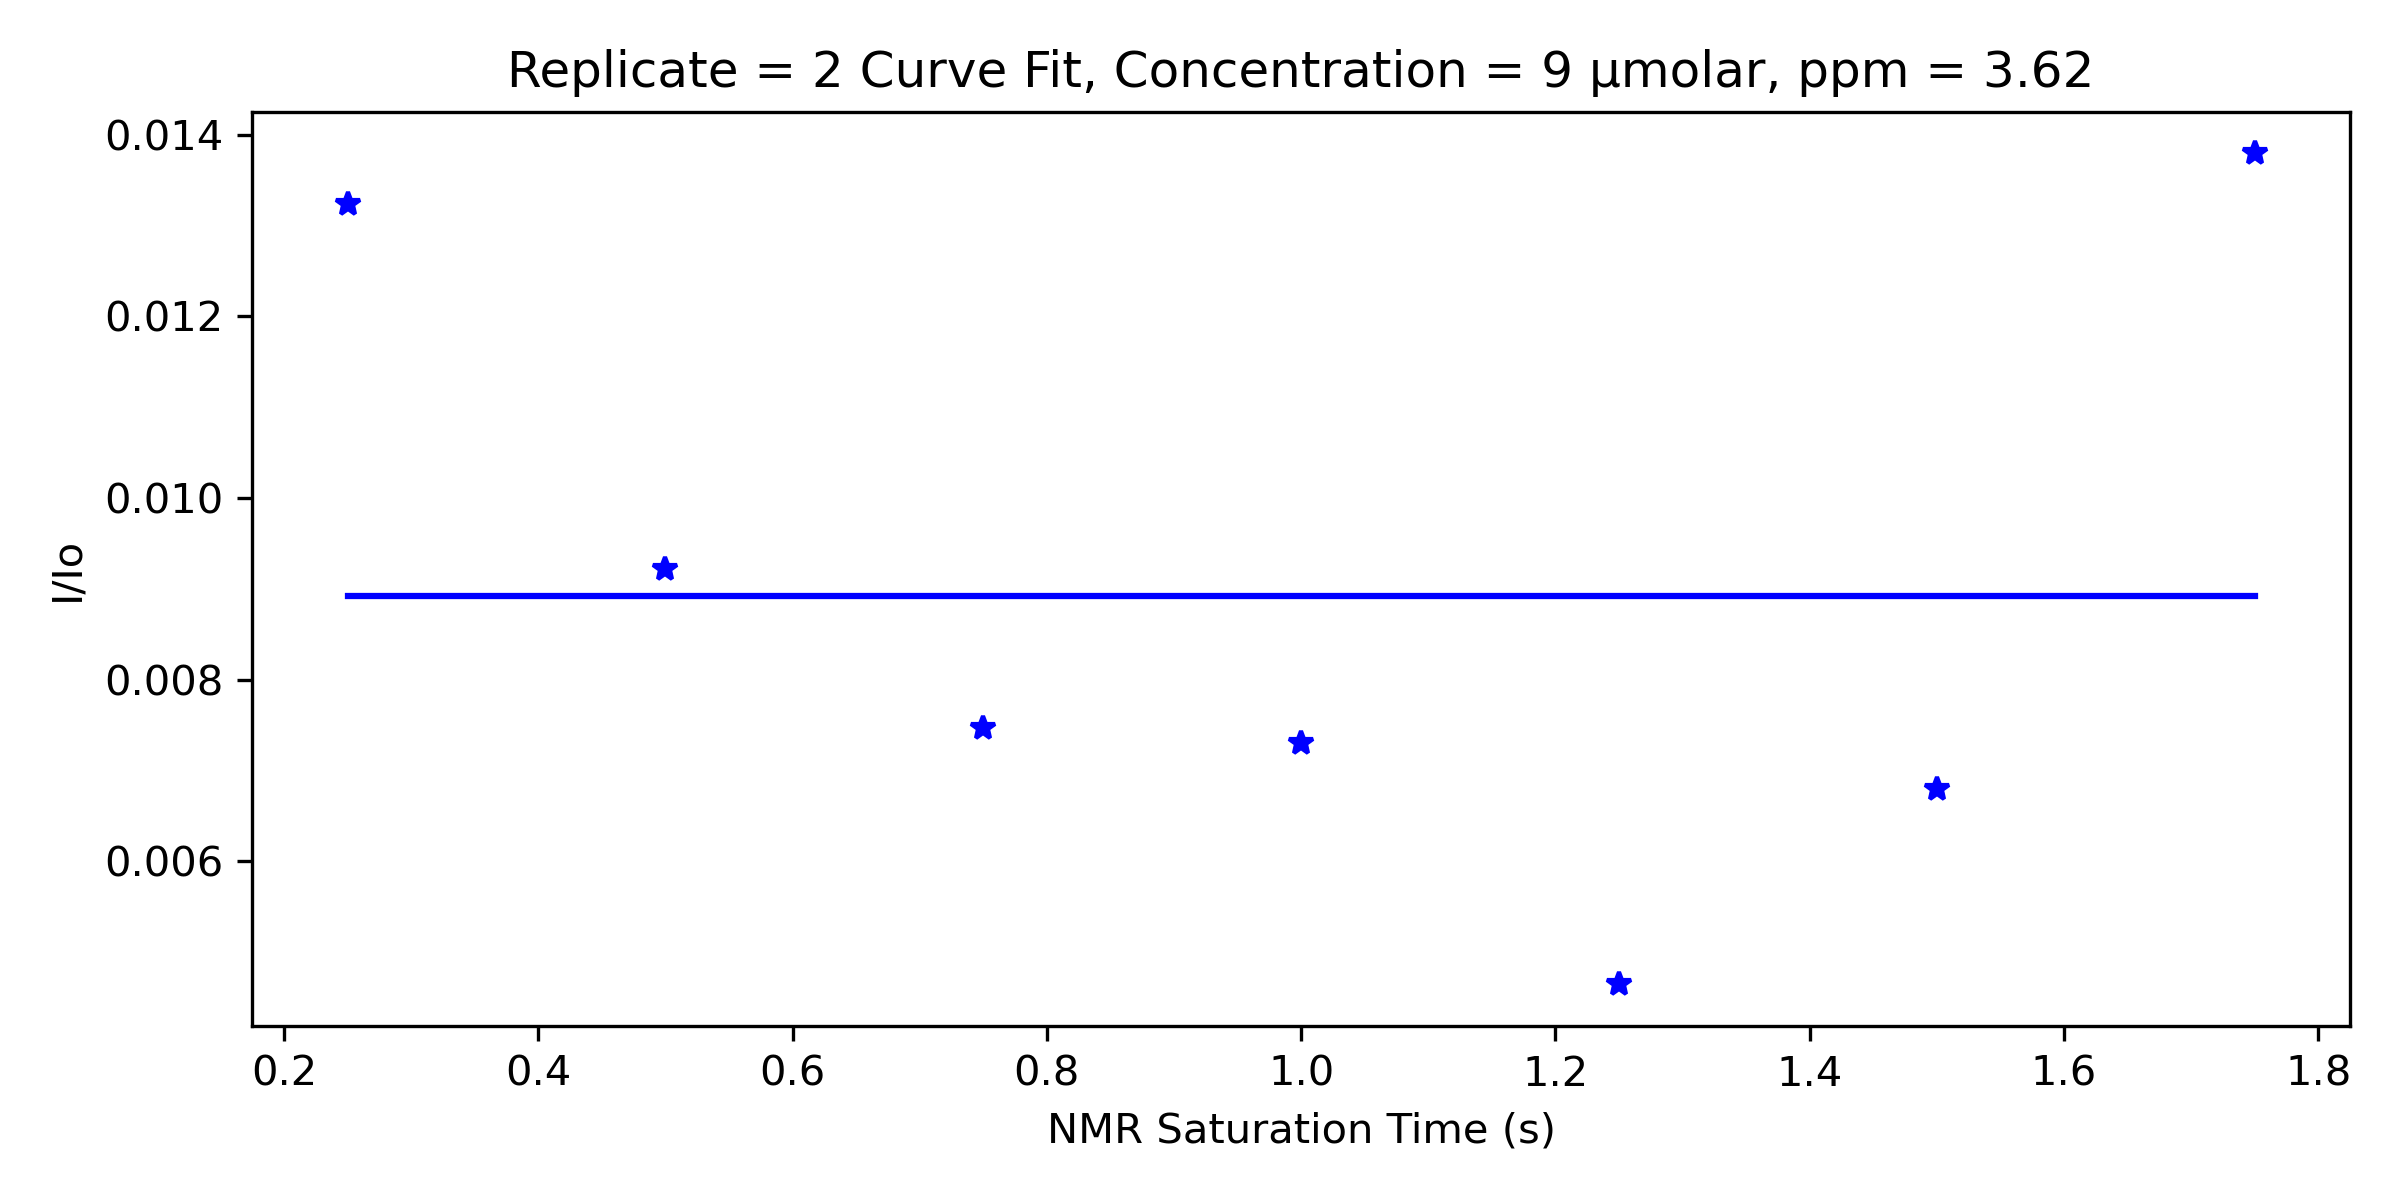 Replicate = 2 Curve Fit, Concentration = 9 μmolar, ppm = 3.62
0.014
0.012
0.010
0.008
0.006
I/Io
0.2 0.4 0.6 0.8 1.0 1.2 1.4 1.6 1.8
NMR Saturation Time (s)